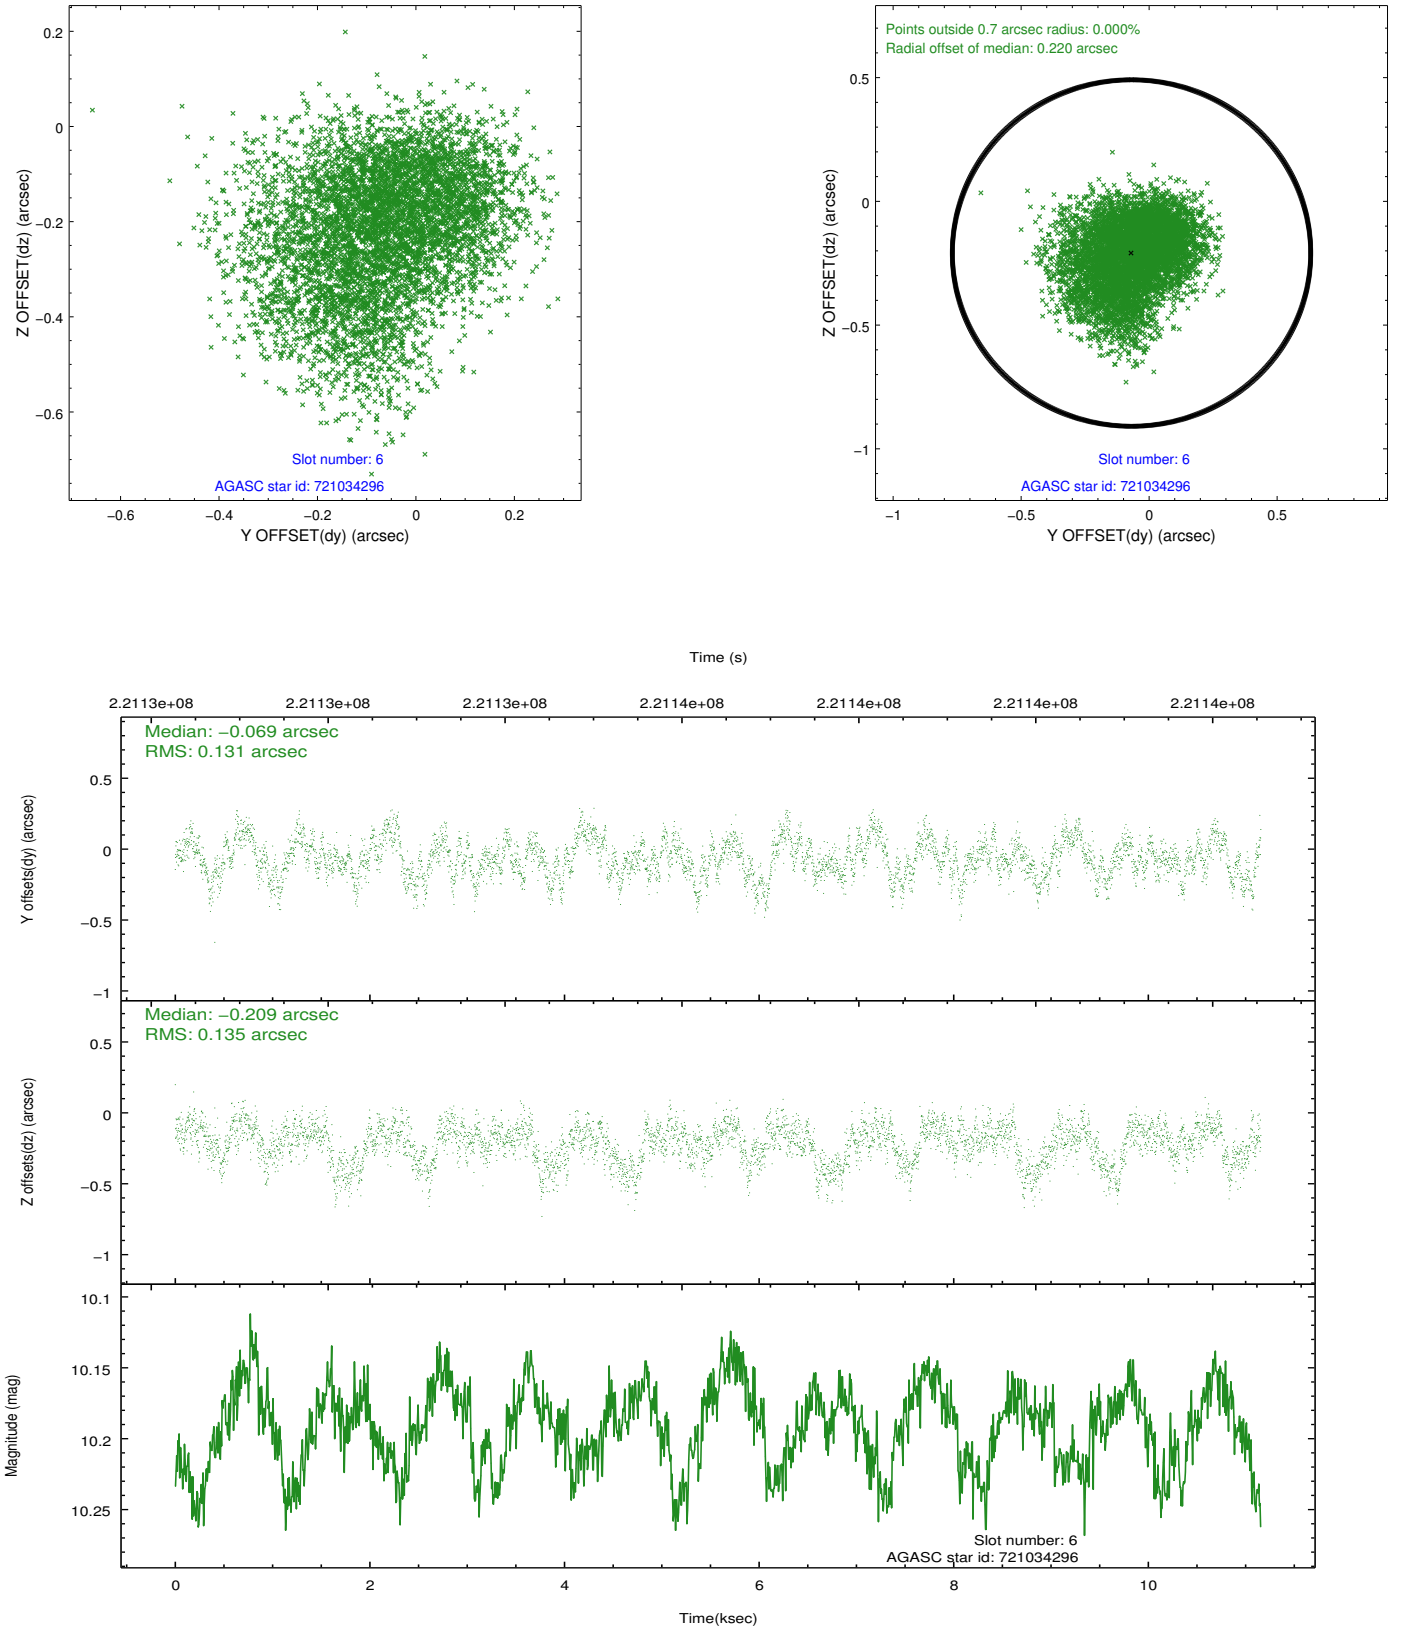 0.2
0
−0.2
−0.4
−0.6
Z OFFSET(dz) (arcsec)
Slot number: 6
AGASC star id: 721034296
−0.6
−0.4
−0.2
0
0.2
Y OFFSET(dy) (arcsec)
Points outside 0.7 arcsec radius: 0.000%
Radial offset of median: 0.220 arcsec
0.5
0
−0.5
−1
Z OFFSET(dz) (arcsec)
Slot number: 6
AGASC star id: 721034296
−1
−0.5
0
0.5
Y OFFSET(dy) (arcsec)
Time (s)
2.2113e+08
2.2113e+08
2.2113e+08
2.2114e+08
2.2114e+08
2.2114e+08
2.2114e+08
Median: −0.069 arcsec
RMS: 0.131 arcsec
0.5
0
−0.5
−1
Y offsets(dy) (arcsec)
Median: −0.209 arcsec
RMS: 0.135 arcsec
0.5
0
−0.5
−1
Z offsets(dz) (arcsec)
10.1
10.15
10.2
10.25
Magnitude (mag)
Slot number: 6
AGASC star id: 721034296
0
2
4
6
8
10
Time(ksec)